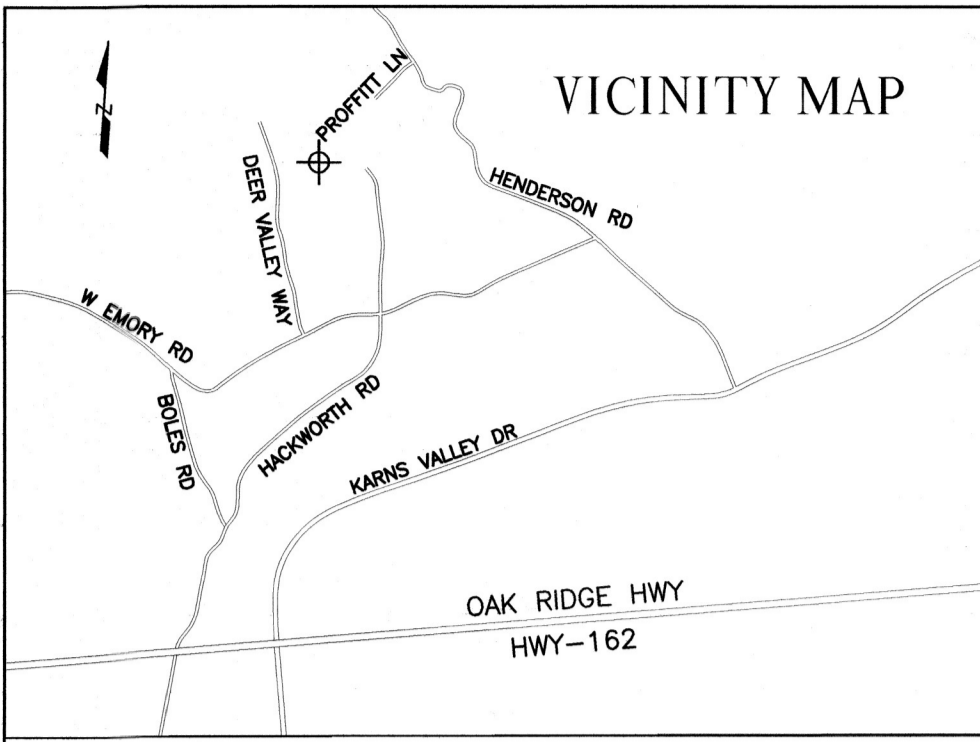 VICINITY MAP
N
PROFFITT LN
DEER VALLEY WAY
HENDERSON RD
W EMORY RD
BOLES RD
HACKWORTH RD
KARNS VALLEY DR
OAK RIDGE HWY
HWY-162